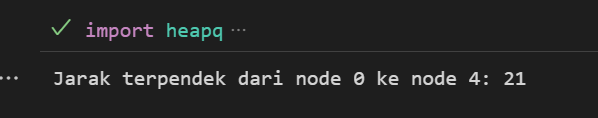 import heapq ...
Jarak terpendek dari node 0 ke node 4: 21